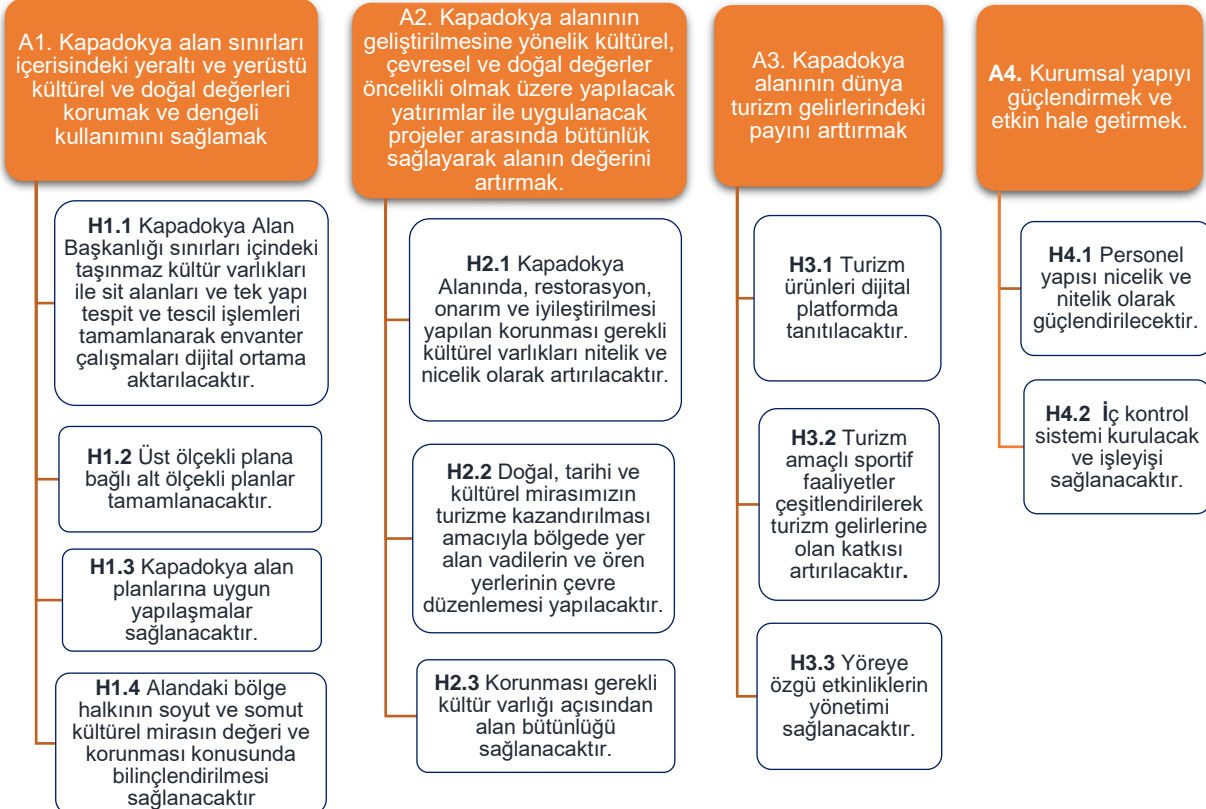 A1. Kapadokya alan sınırları
içerisindeki yeraltı ve yerüstü
kültürel ve doğal değerleri
korumak ve dengeli
kullanımını sağlamak
H1.1 Kapadokya Alan
Başkanlığı sınırları içindeki
taşınmaz kültür varlıkları
ile sit alanları ve tek yapı
tespit ve tescil işlemleri
tamamlanarak envanter
çalışmaları dijital ortama
aktarılacaktır.
H1.2 Üst ölçekli plana
bağlı alt ölçekli planlar
tamamlanacaktır.
H1.3 Kapadokya alan
planlarına uygun
yapılaşmalar
sağlanacaktır.
H1.4 Alandaki bölge
halkının soyut ve somut
kültürel mirasın değeri ve
korunması konusunda
bilinçlendirilmesi
sağlanacaktır
A2. Kapadokya alanının
geliştirilmesine yönelik kültürel,
çevresel ve doğal değerler
öncelikli olmak üzere yapılacak
yatırımlar ile uygulanacak
projeler arasında bütünlük
sağlayarak alanın değerini
artırmak.
H2.1 Kapadokya
Alanında, restorasyon,
onarım ve iyileştirilmesi
yapılan korunması gerekli
kültürel varlıkları nitelik ve
nicelik olarak artırılacaktır.
H2.2 Doğal, tarihi ve
kültürel mirasımızın
turizme kazandırılması
amacıyla bölgede yer
alan vadilerin ve ören
yerlerinin çevre
düzenlemesi yapılacaktır.
H2.3 Korunması gerekli
kültür varlığı açısından
alan bütünlüğü
sağlanacaktır.
A3. Kapadokya
alanının dünya
turizm gelirlerindeki
payını arttırmak
H3.1 Turizm
ürünleri dijital
platformda
tanıtılacaktır.
H3.2 Turizm
amaçlı sportif
faaliyetler
çeşitlendirilerek
turizm gelirlerine
olan katkısı
artırılacaktır.
H3.3 Yöreye
özgü etkinliklerin
yönetimi
sağlanacaktır.
A4. Kurumsal yapıyı
güçlendirmek ve
etkin hale getirmek.
H4.1 Personel
yapısı nicelik ve
nitelik olarak
güçlendirilecektir.
H4.2 İç kontrol
sistemi kurulacak
ve işleyişi
sağlanacaktır.